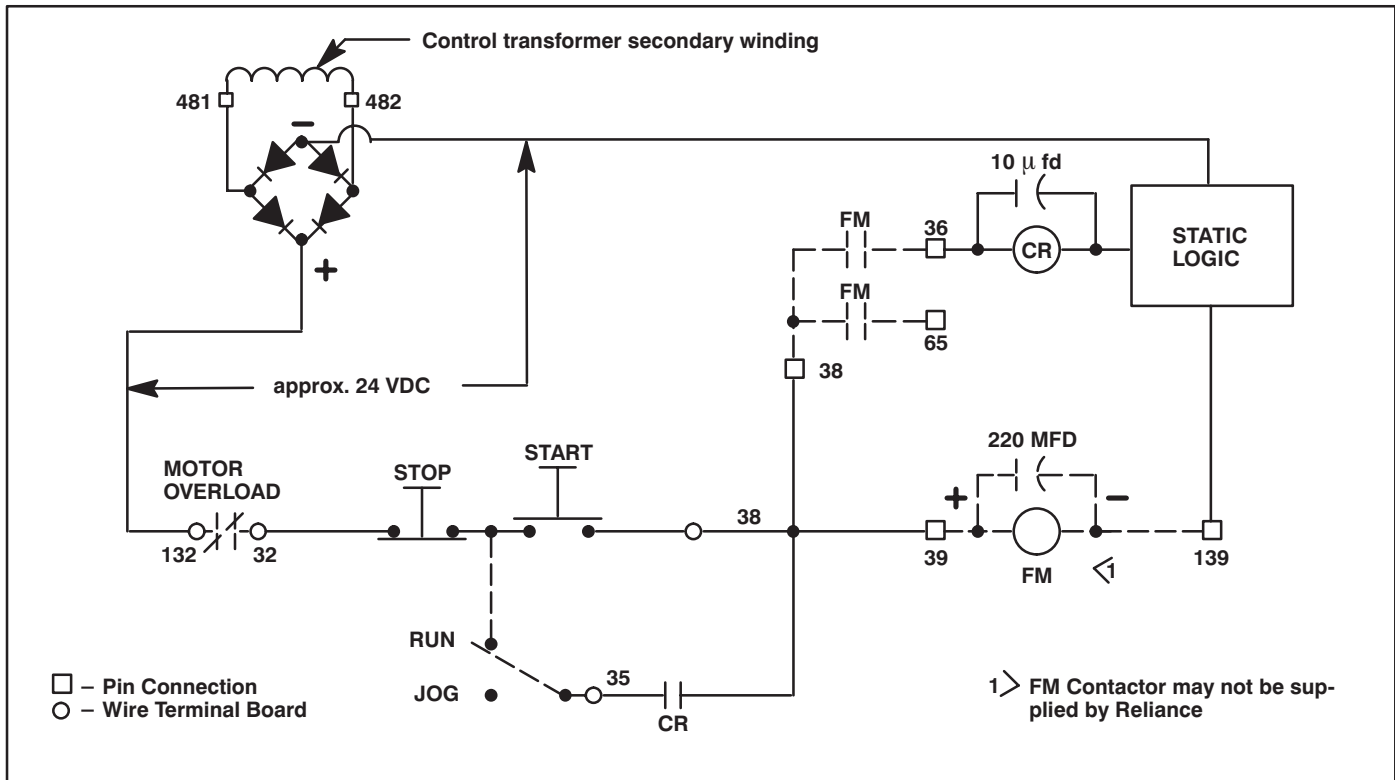 Control transformer secondary winding
481
482
−
+
10 μ fd
FM
36
CR
STATIC
LOGIC
FM
65
38
approx. 24 VDC
MOTOR
OVERLOAD
STOP
START
220 MFD
132
32
38
+
−
39
FM
1
139
RUN
JOG
35
CR
– Pin Connection
– Wire Terminal Board
1 FM Contactor may not be sup-
plied by Reliance